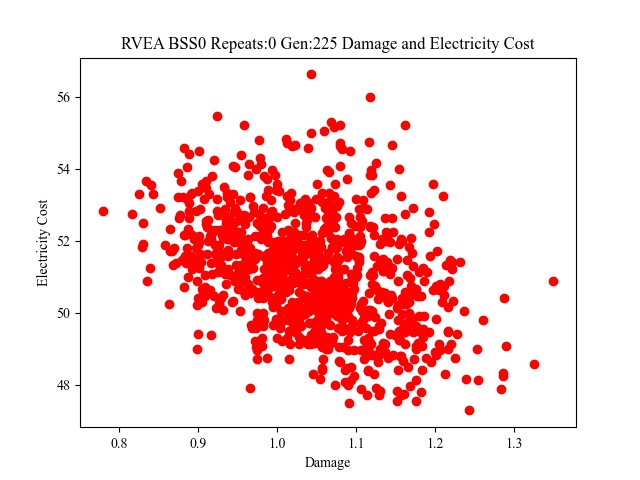 RVEA BSS0 Repeats:0 Gen:225 Damage and Electricity Cost
56
54
52
50
48
Electricity Cost
0.8 0.9 1.0 1.1 1.2 1.3
Damage